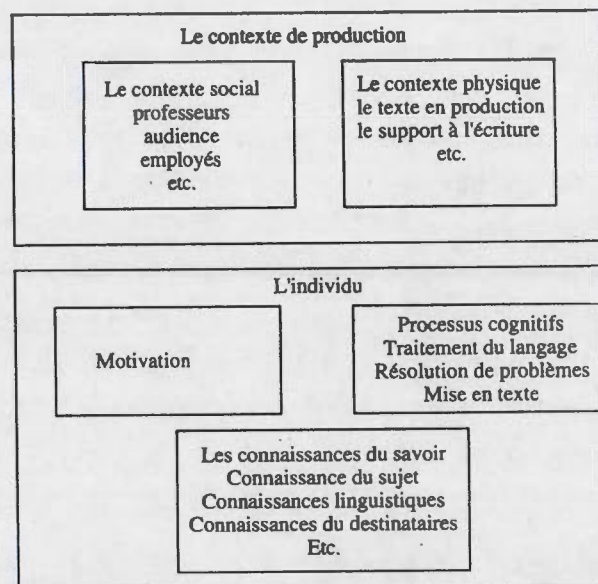 Le contexte de production
Le contexte social
professeurs
audience
employés
etc.
Le contexte physique
le texte en production
le support à l'écriture
etc.
L'individu
Motivation
Processus cognitifs
Traitement du langage
Résolution de problèmes
Mise en texte
Les connaissances du savoir
Connaissance du sujet
Connaissances linguistiques
Connaissances du destinataires
Etc.